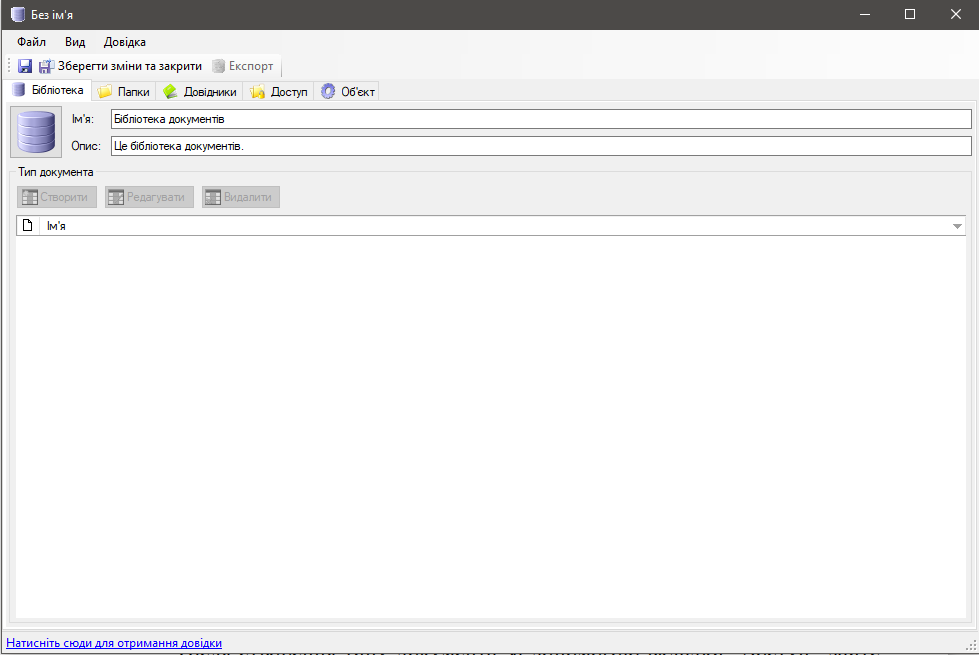 Без ім'я
Файл Вид Довідка
Зберегти зміни та закрити Експорт
Бібліотека Папки Довідники Доступ Об'єкт
Ім'я: Бібліотека документів
Опис: Це бібліотека документів.
Тип документа
Створити Редагувати Видалити
Ім'я
Натисніть сюди для отримання довідки